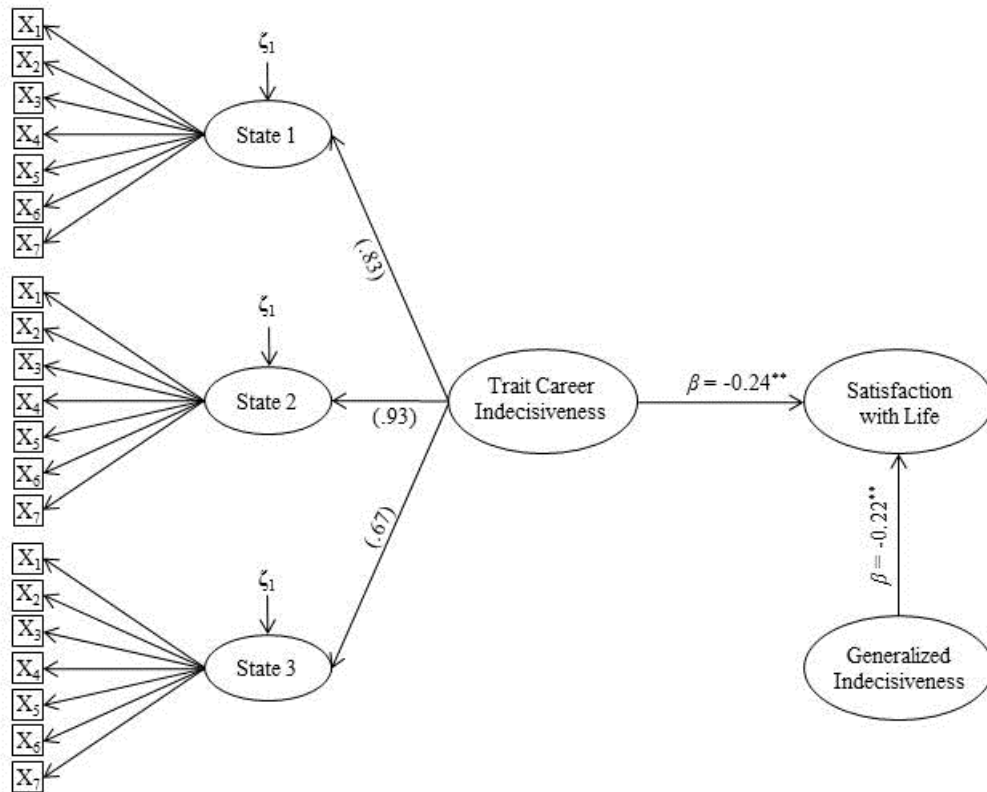 X₁
X₂
X₃
X₄
X₅
X₆
X₇
ζ₁
State 1
(.83)
X₁
X₂
X₃
X₄
X₅
X₆
X₇
ζ₁
State 2
(.93)
Trait Career
Indecisiveness
β = -0.24**
Satisfaction
with Life
X₁
X₂
X₃
X₄
X₅
X₆
X₇
ζ₁
State 3
(.67)
β = -0.22**
Generalized
Indecisiveness